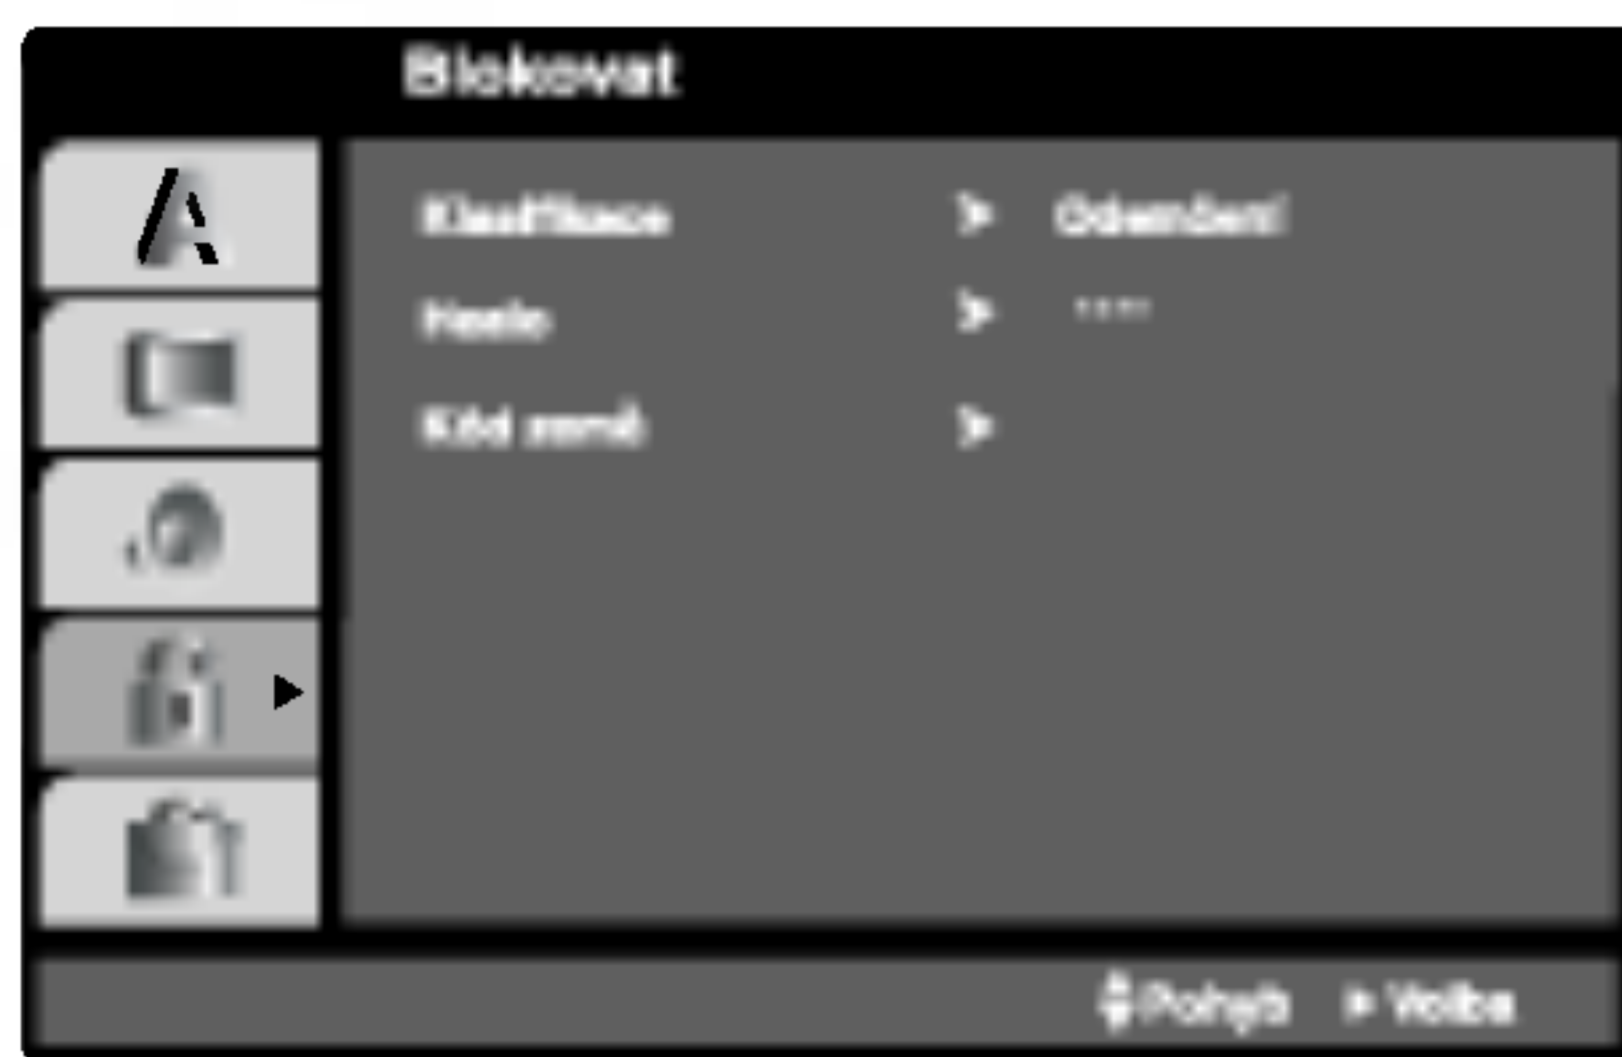 Blokovat
Klasifikace > Odemčení
Heslo > ****
Kód země >
Pohyb Volba